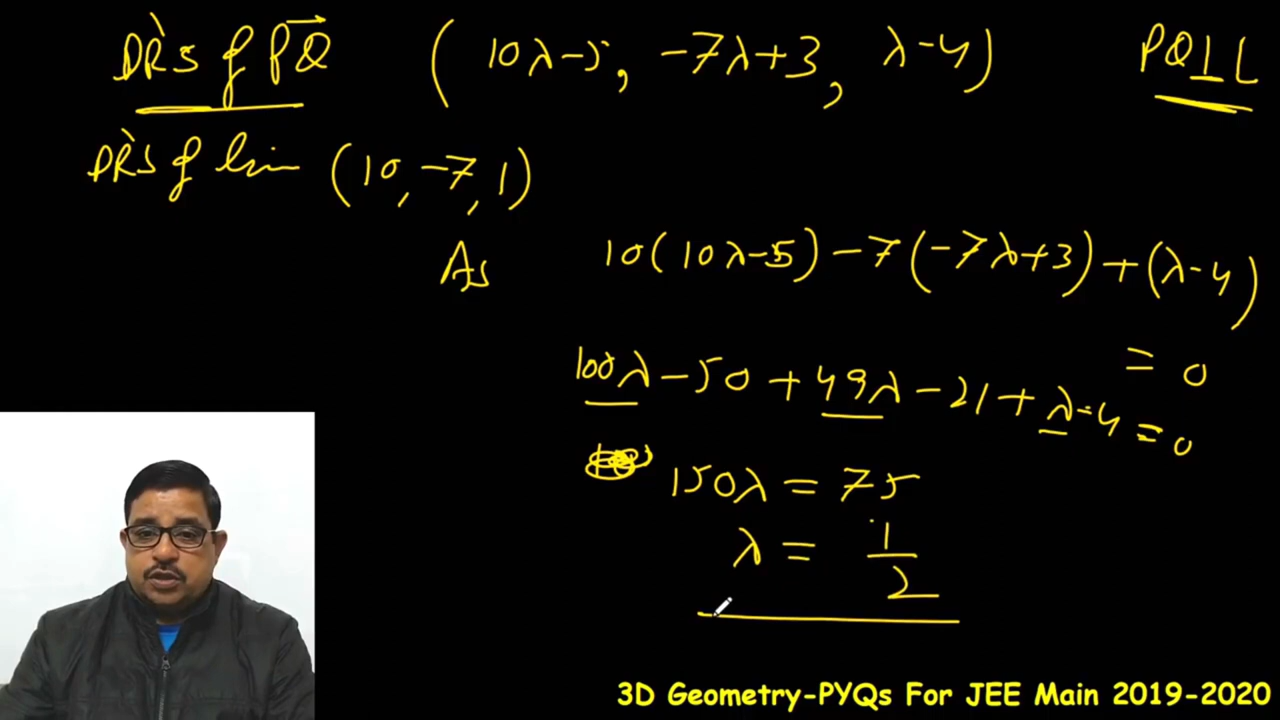 DR's of PQ (10λ-5, -7λ+3, λ-4) PQ⊥L
DR's of line (10, -7, 1)
As 10(10λ-5) -7(-7λ+3) + (λ-4)
= 0
100λ - 50 + 49λ - 21 + λ - 4 = 0
150λ = 75
λ = 1/2
3D Geometry-PYQs For JEE Main 2019-2020